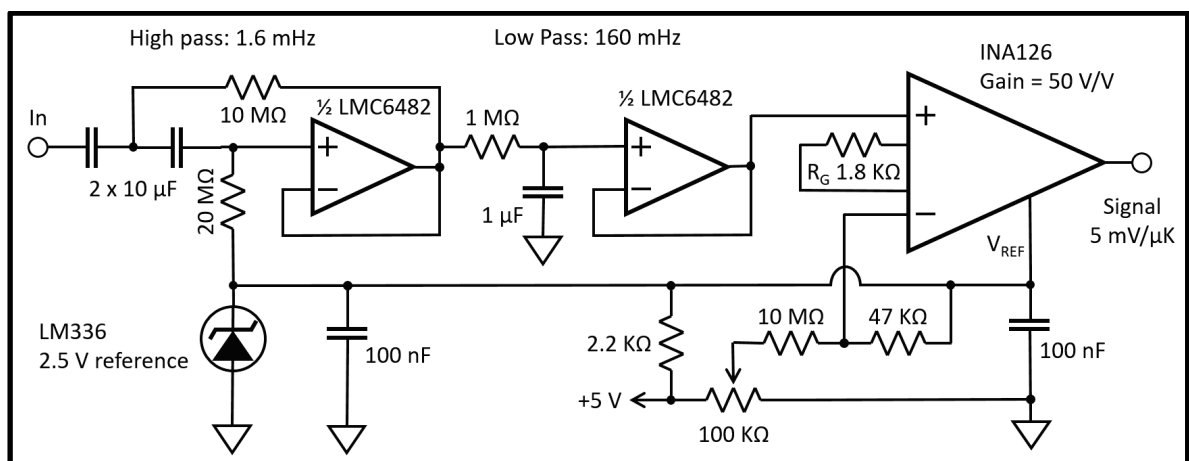 High pass: 1.6 mHz
Low Pass: 160 mHz
INA126
Gain = 50 V/V
In
10 MΩ
½ LMC6482
1 MΩ
½ LMC6482
+
+
+
−
−
−
2 x 10 µF
20 MΩ
1 µF
R_G 1.8 KΩ
Signal
5 mV/µK
V_REF
LM336
2.5 V reference
100 nF
2.2 KΩ
10 MΩ
47 KΩ
100 nF
+5 V
100 KΩ